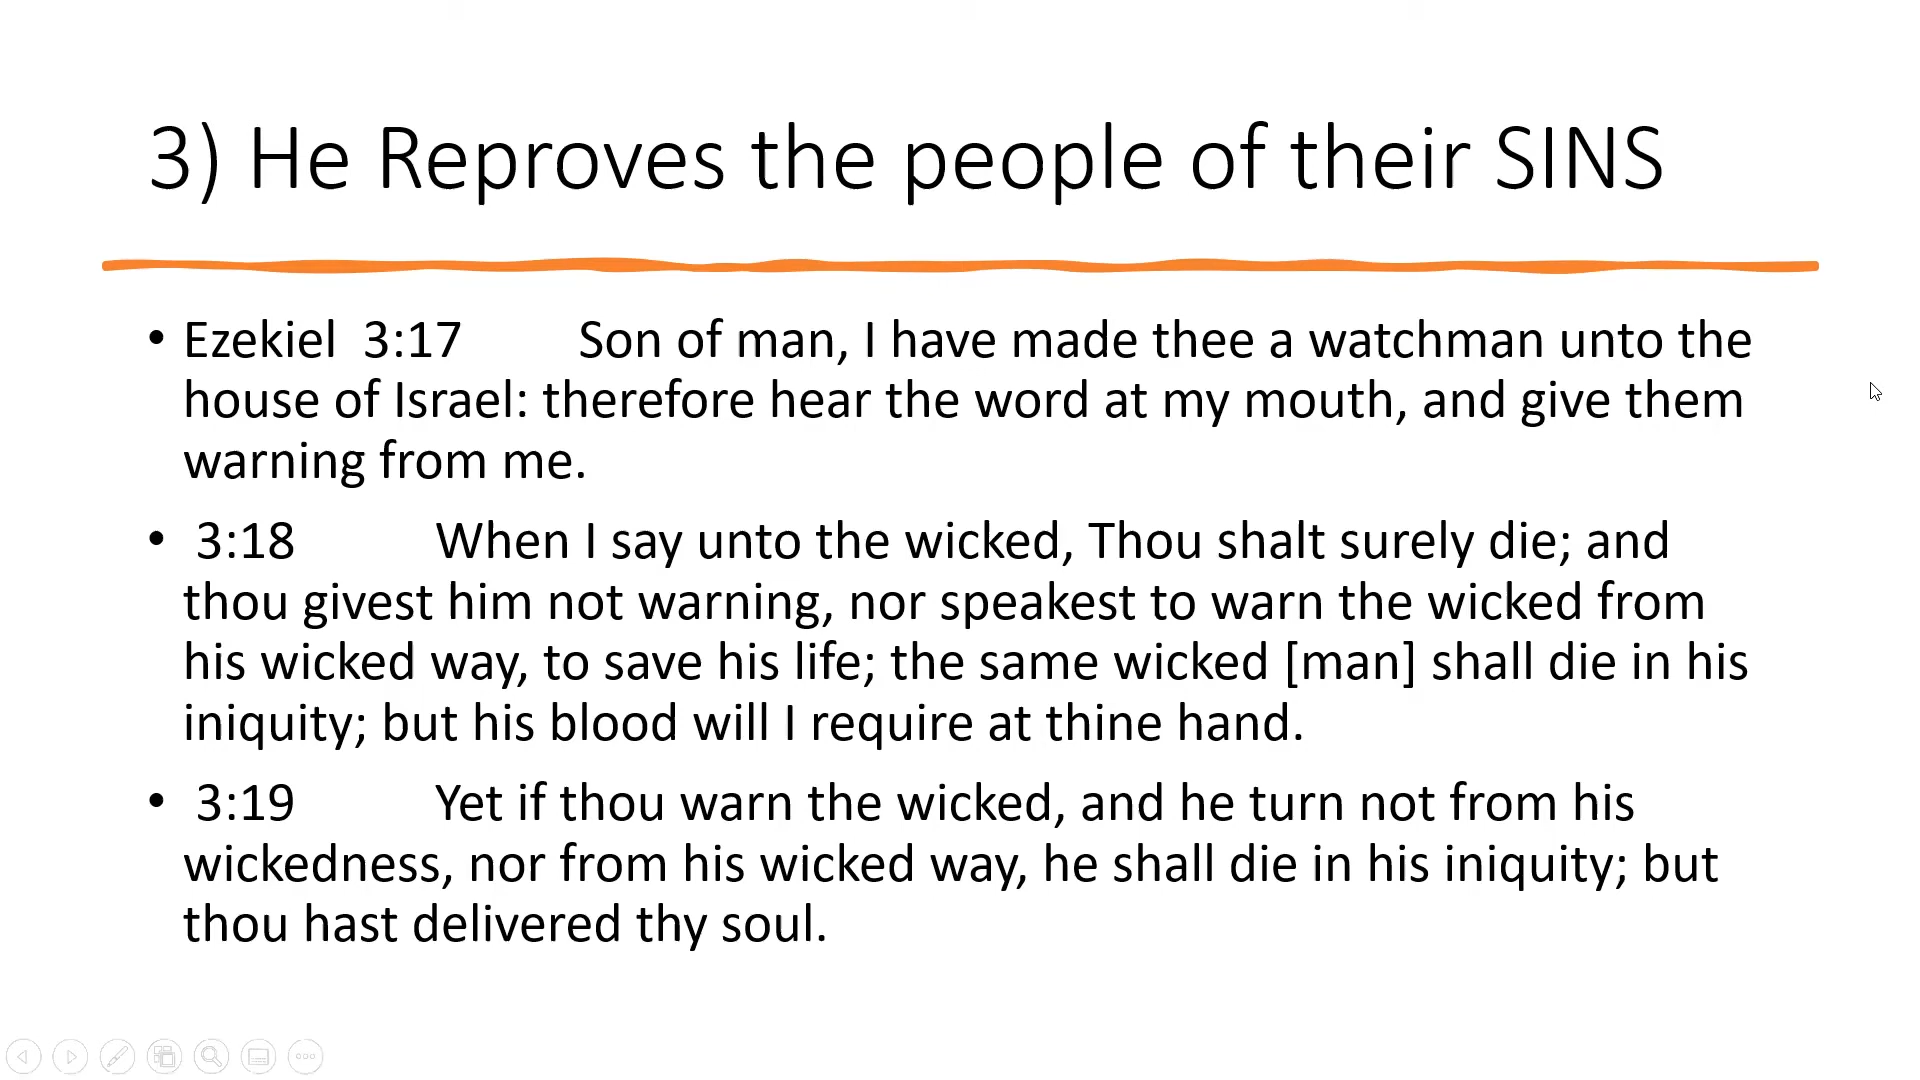 3) He Reproves the people of their SINS
• Ezekiel 3:17 Son of man, I have made thee a watchman unto the
house of Israel: therefore hear the word at my mouth, and give them
warning from me.
• 3:18 When I say unto the wicked, Thou shalt surely die; and
thou givest him not warning, nor speakest to warn the wicked from
his wicked way, to save his life; the same wicked [man] shall die in his
iniquity; but his blood will I require at thine hand.
• 3:19 Yet if thou warn the wicked, and he turn not from his
wickedness, nor from his wicked way, he shall die in his iniquity; but
thou hast delivered thy soul.